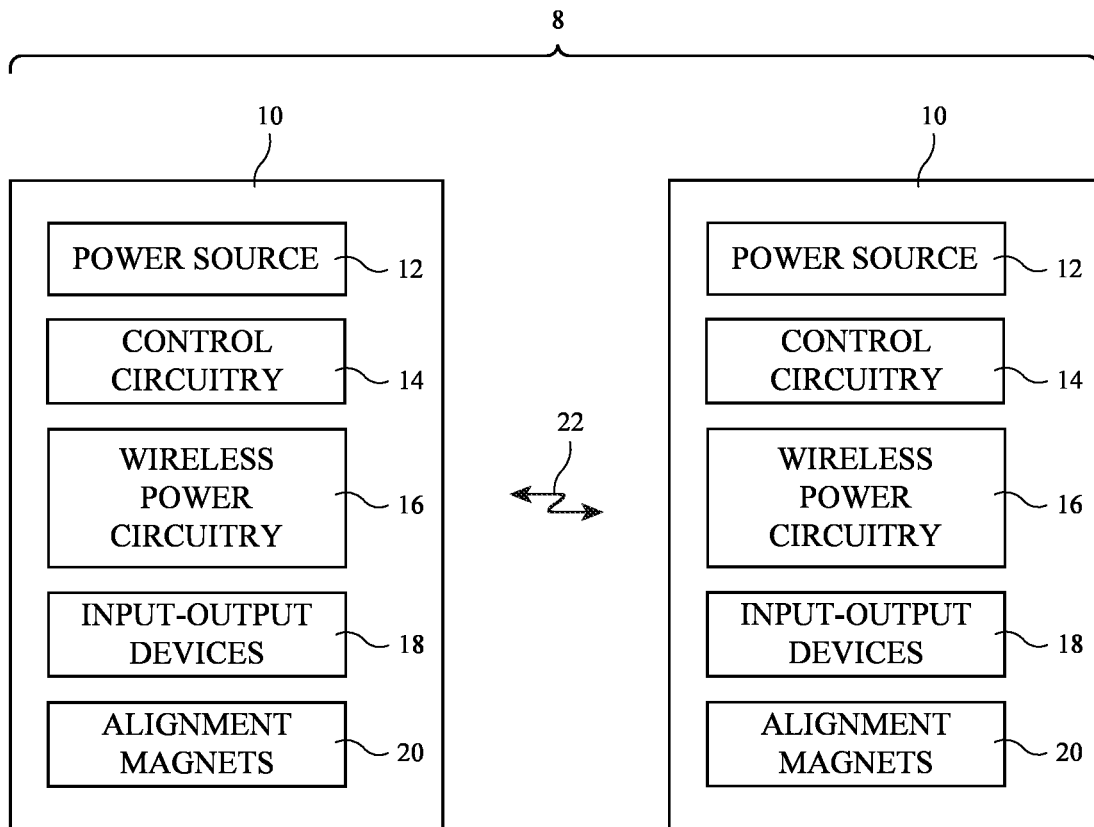 8
10
POWER SOURCE
12
CONTROL
CIRCUITRY
14
WIRELESS
POWER
CIRCUITRY
16
INPUT-OUTPUT
DEVICES
18
ALIGNMENT
MAGNETS
20
22
10
POWER SOURCE
12
CONTROL
CIRCUITRY
14
WIRELESS
POWER
CIRCUITRY
16
INPUT-OUTPUT
DEVICES
18
ALIGNMENT
MAGNETS
20